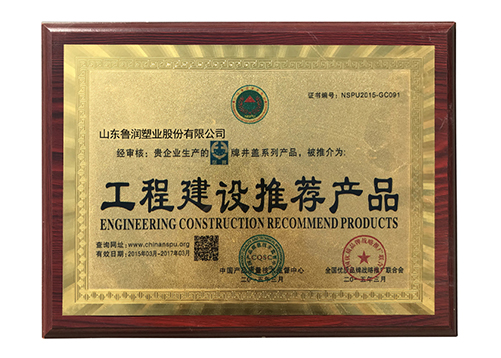 证书编号：NSPU2015-GC091
山东鲁润塑业股份有限公司
经审核：贵企业生产的 牌井盖系列产品，被推介为：
工程建设推荐产品
ENGINEERING CONSTRUCTION RECOMMEND PRODUCTS
查询网址：www.chinanspu.org
有效日期：2015年03月-2017年03月
CQSC
中国产品质量技术监督中心
全国优质品牌战略推广联合会
二〇一五年三月
二〇一五年三月